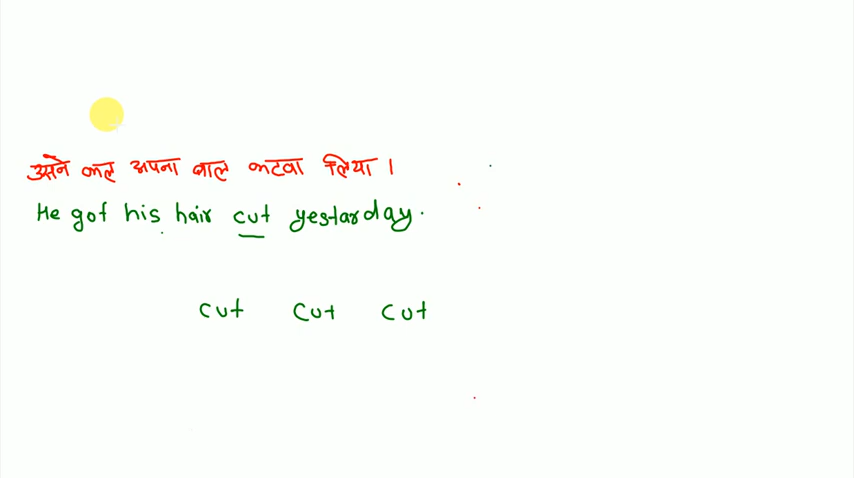 उसने कल अपना बाल कटवा लिया।
He got his hair cut yestarday.
cut cut cut